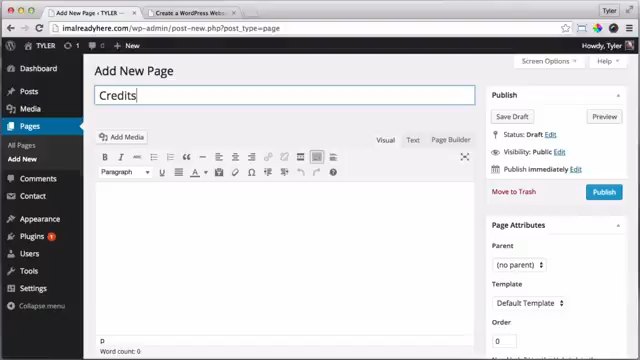 Add New Page ‹ TYLER —
Create a WordPress Webs
Tyler
imalreadyhere.com/wp-admin/post-new.php?post_type=page
TYLER
1
0
New
Howdy, Tyler
Dashboard
Posts
Media
Pages
All Pages
Add New
Comments
Contact
Appearance
Plugins 1
Users
Tools
Settings
Collapse menu
Screen Options
Help
Add New Page
Credits
Add Media
Visual
Text
Page Builder
B I ABC
Paragraph
U A
p
Word count: 0
Publish
Save Draft
Preview
Status: Draft Edit
Visibility: Public Edit
Publish immediately Edit
Move to Trash
Publish
Page Attributes
Parent
(no parent)
Template
Default Template
Order
0